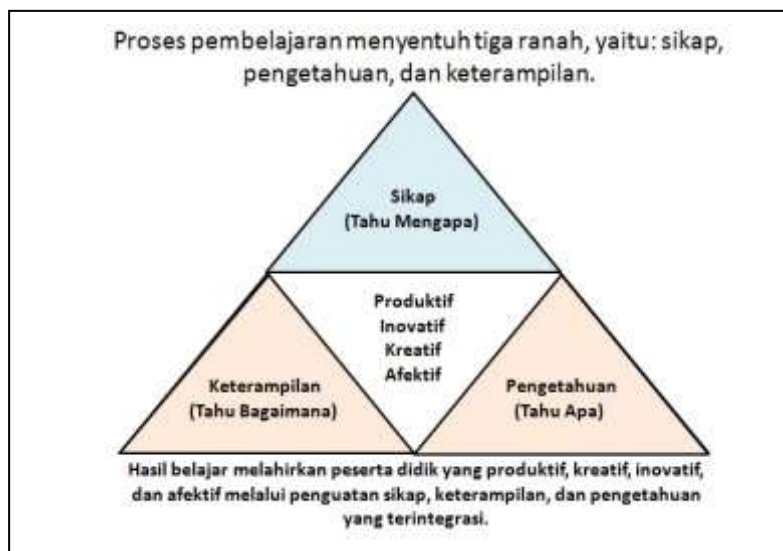 Proses pembelajaran menyentuh tiga ranah, yaitu: sikap,
pengetahuan, dan keterampilan.
Sikap
(Tahu Mengapa)
Produktif
Inovatif
Kreatif
Afektif
Keterampilan
(Tahu Bagaimana)
Pengetahuan
(Tahu Apa)
Hasil belajar melahirkan peserta didik yang produktif, kreatif, inovatif,
dan afektif melalui penguatan sikap, keterampilan, dan pengetahuan
yang terintegrasi.